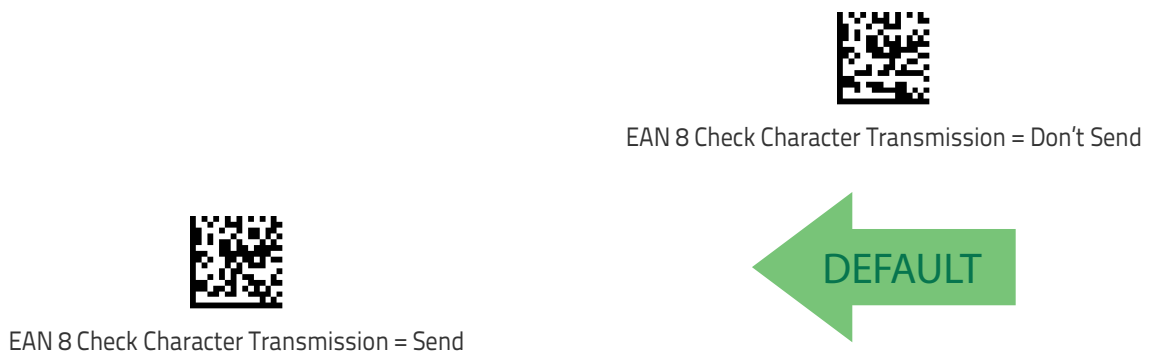 EAN 8 Check Character Transmission = Don't Send
DEFAULT
EAN 8 Check Character Transmission = Send